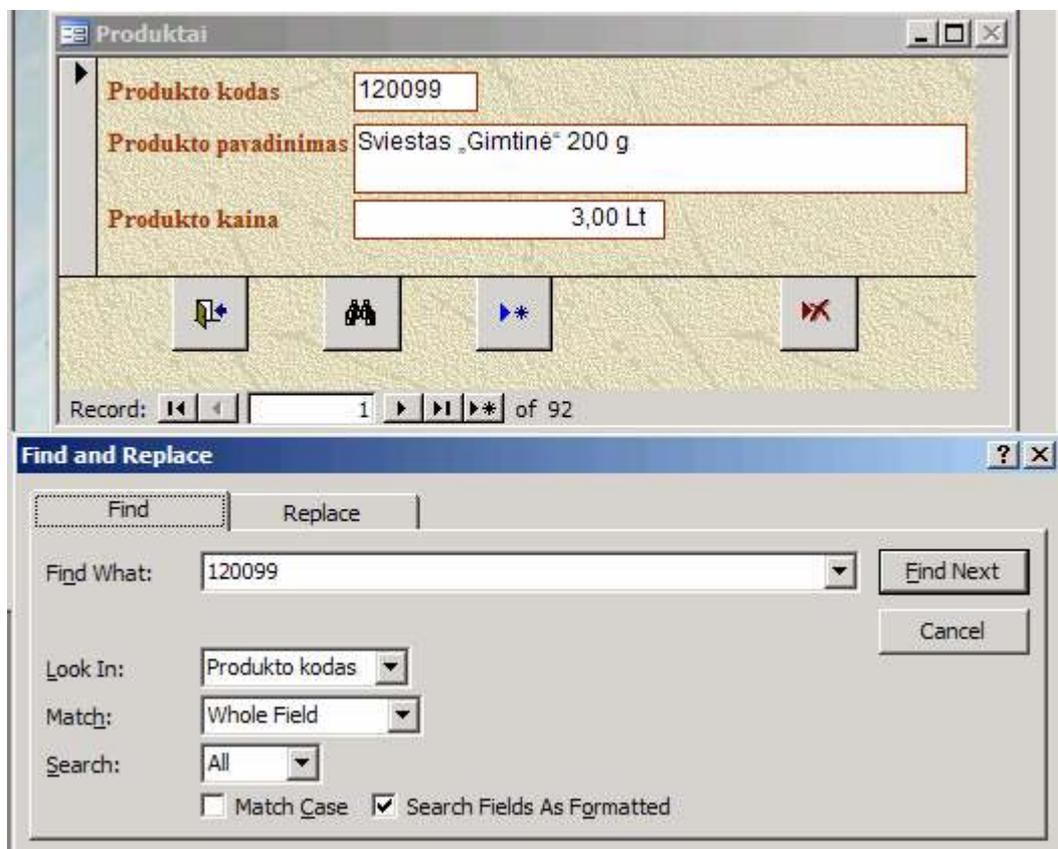 Produktai
Produkto kodas 120099
Produkto pavadinimas Sviestas „Gimtinė“ 200 g
Produkto kaina 3,00 Lt
Record: 1 of 92
Find and Replace
Find Replace
Find What: 120099 Find Next
Cancel
Look In: Produkto kodas
Match: Whole Field
Search: All
Match Case Search Fields As Formatted